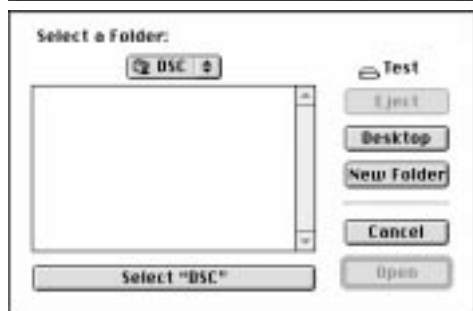 Select a Folder:
DSC
Test
Eject
Desktop
New Folder
Cancel
Select "DSC"
Open